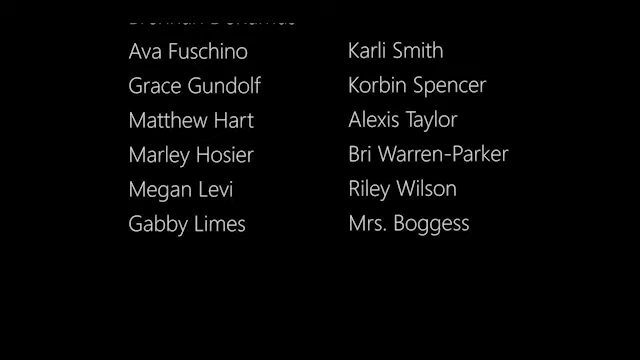 Ava Fuschino
Grace Gundolf
Matthew Hart
Marley Hosier
Megan Levi
Gabby Limes
Karli Smith
Korbin Spencer
Alexis Taylor
Bri Warren-Parker
Riley Wilson
Mrs. Boggess